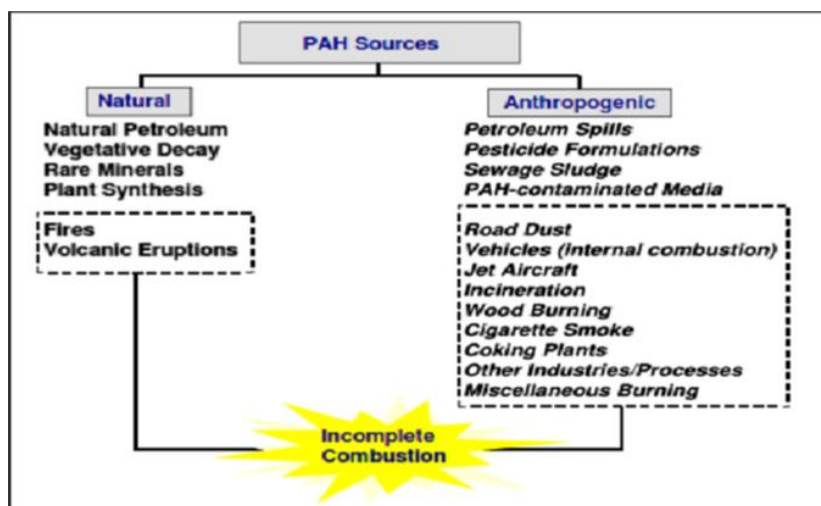 PAH Sources
Natural
Natural Petroleum
Vegetative Decay
Rare Minerals
Plant Synthesis
Fires
Volcanic Eruptions
Anthropogenic
Petroleum Spills
Pesticide Formulations
Sewage Sludge
PAH-contaminated Media
Road Dust
Vehicles (internal combustion)
Jet Aircraft
Incineration
Wood Burning
Cigarette Smoke
Coking Plants
Other Industries/Processes
Miscellaneous Burning
Incomplete
Combustion